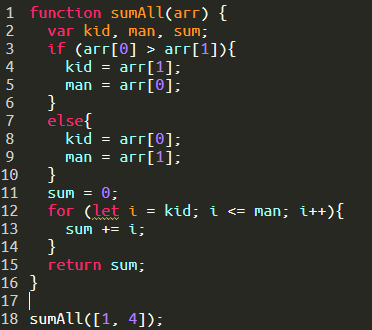 1 function sumAll(arr) {
2   var kid, man, sum;
3   if (arr[0] > arr[1]){
4     kid = arr[1];
5     man = arr[0];
6   }
7   else{
8     kid = arr[0];
9     man = arr[1];
10   }
11   sum = 0;
12   for (let i = kid; i <= man; i++){
13     sum += i;
14   }
15   return sum;
16 }
17
18 sumAll([1, 4]);